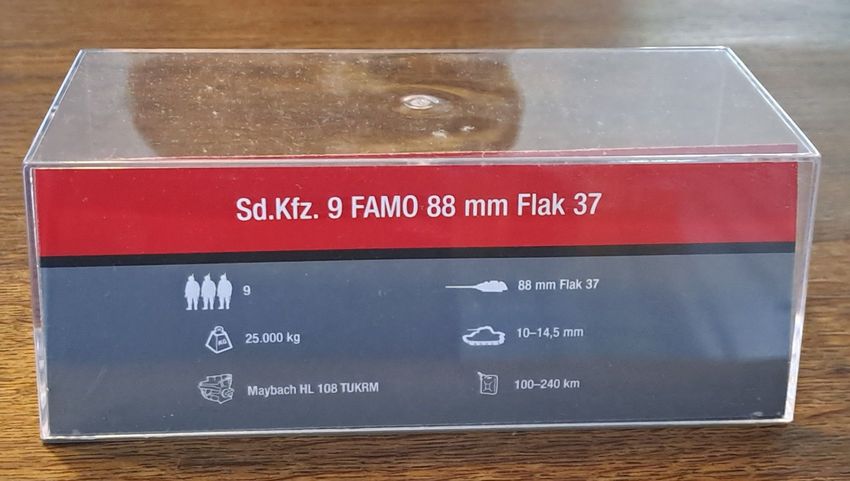 Sd.Kfz. 9 FAMO 88 mm Flak 37
9
88 mm Flak 37
25.000 kg
10–14,5 mm
Maybach HL 108 TUKRM
100–240 km
KG